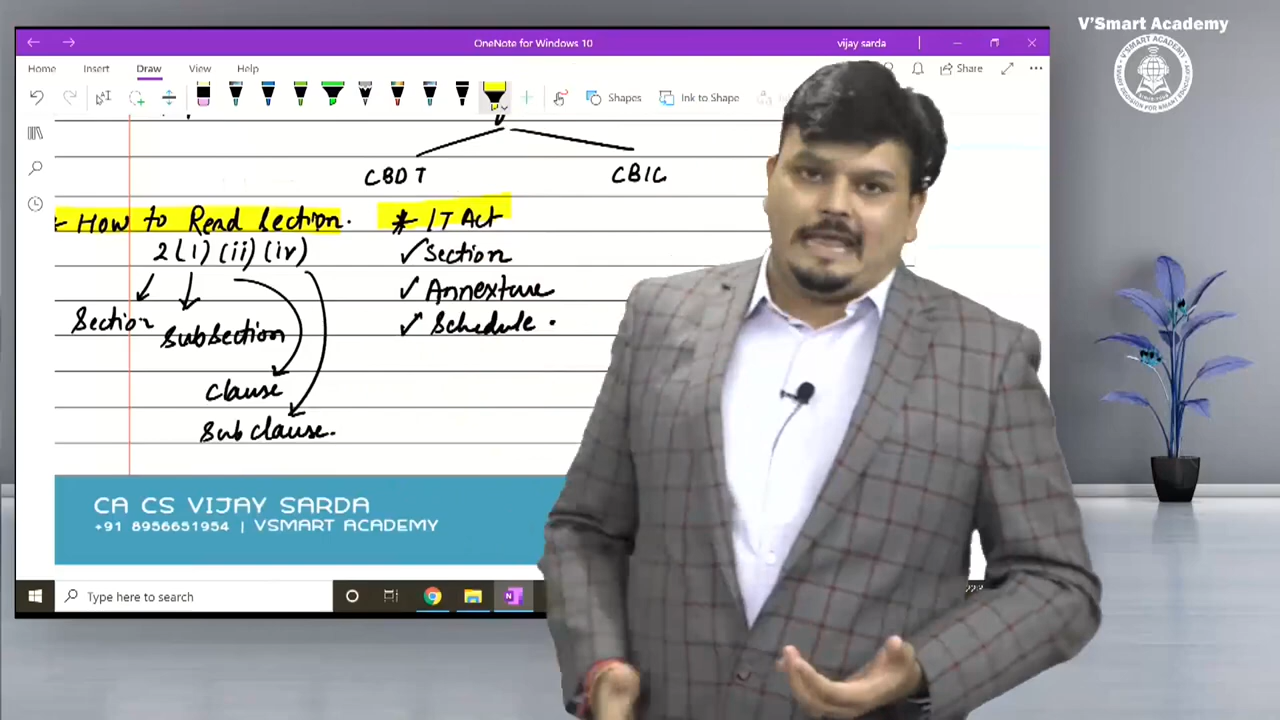 V'Smart Academy
OneNote for Windows 10
vijay sarda
Home Insert Draw View Help
Share
Shapes
Ink to Shape
CBDT CBIC
How to Read Section.
* IT Act
2(i)(ii)(iv)
✓ Section
✓ Annexture
✓ Schedule.
Section
Subsection
Clause
Sub clause.
CA CS VIJAY SARDA
+91 8956651954 | VSMART ACADEMY
Type here to search